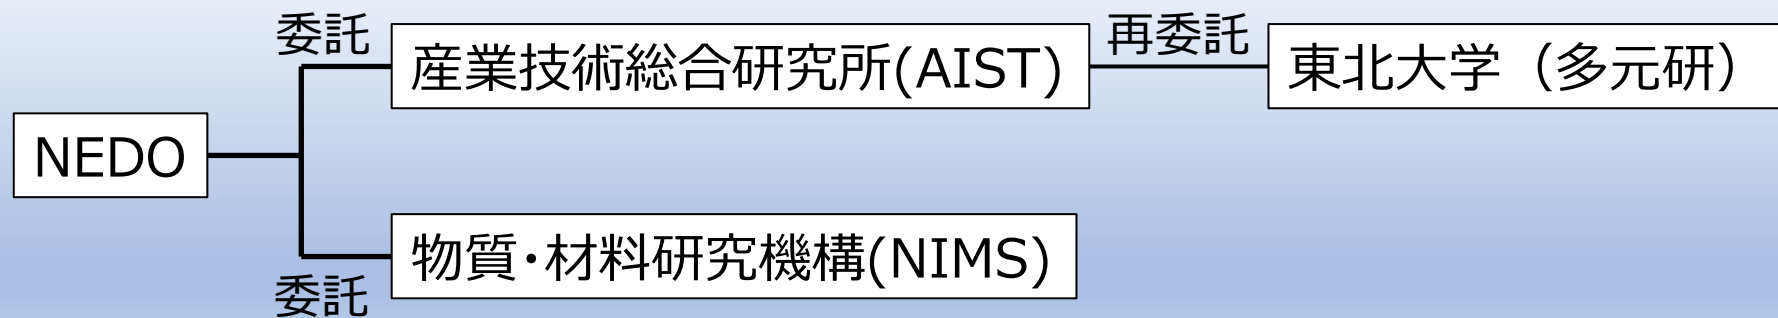 委託
産業技術総合研究所(AIST)
再委託
東北大学（多元研）
NEDO
物質・材料研究機構(NIMS)
委託